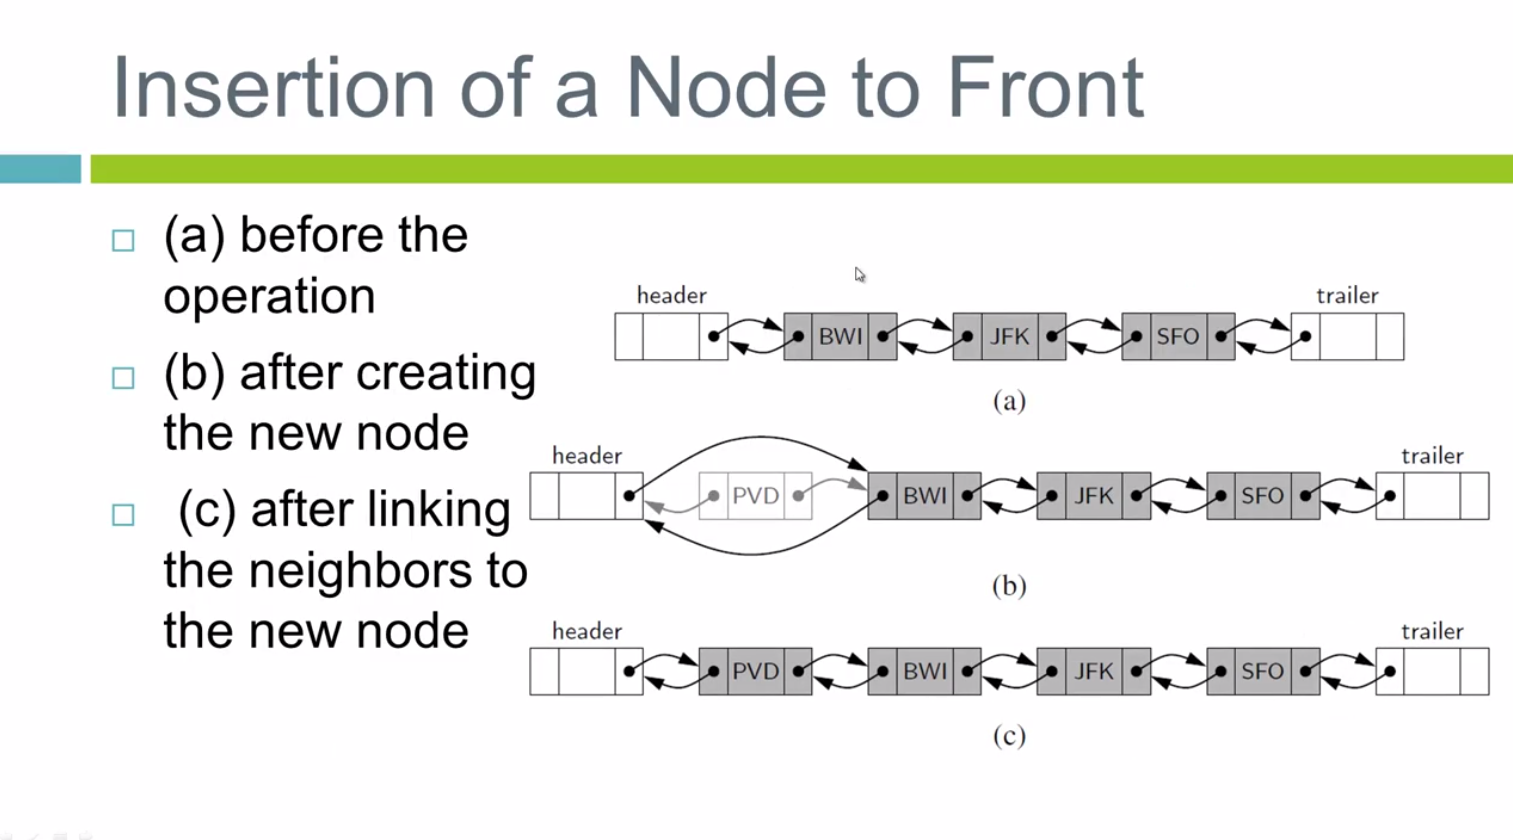 Insertion of a Node to Front
(a) before the
operation
(b) after creating
the new node
(c) after linking
the neighbors to
the new node
header
trailer
BWI JFK SFO
(a)
header
trailer
PVD BWI JFK SFO
(b)
header
trailer
PVD BWI JFK SFO
(c)